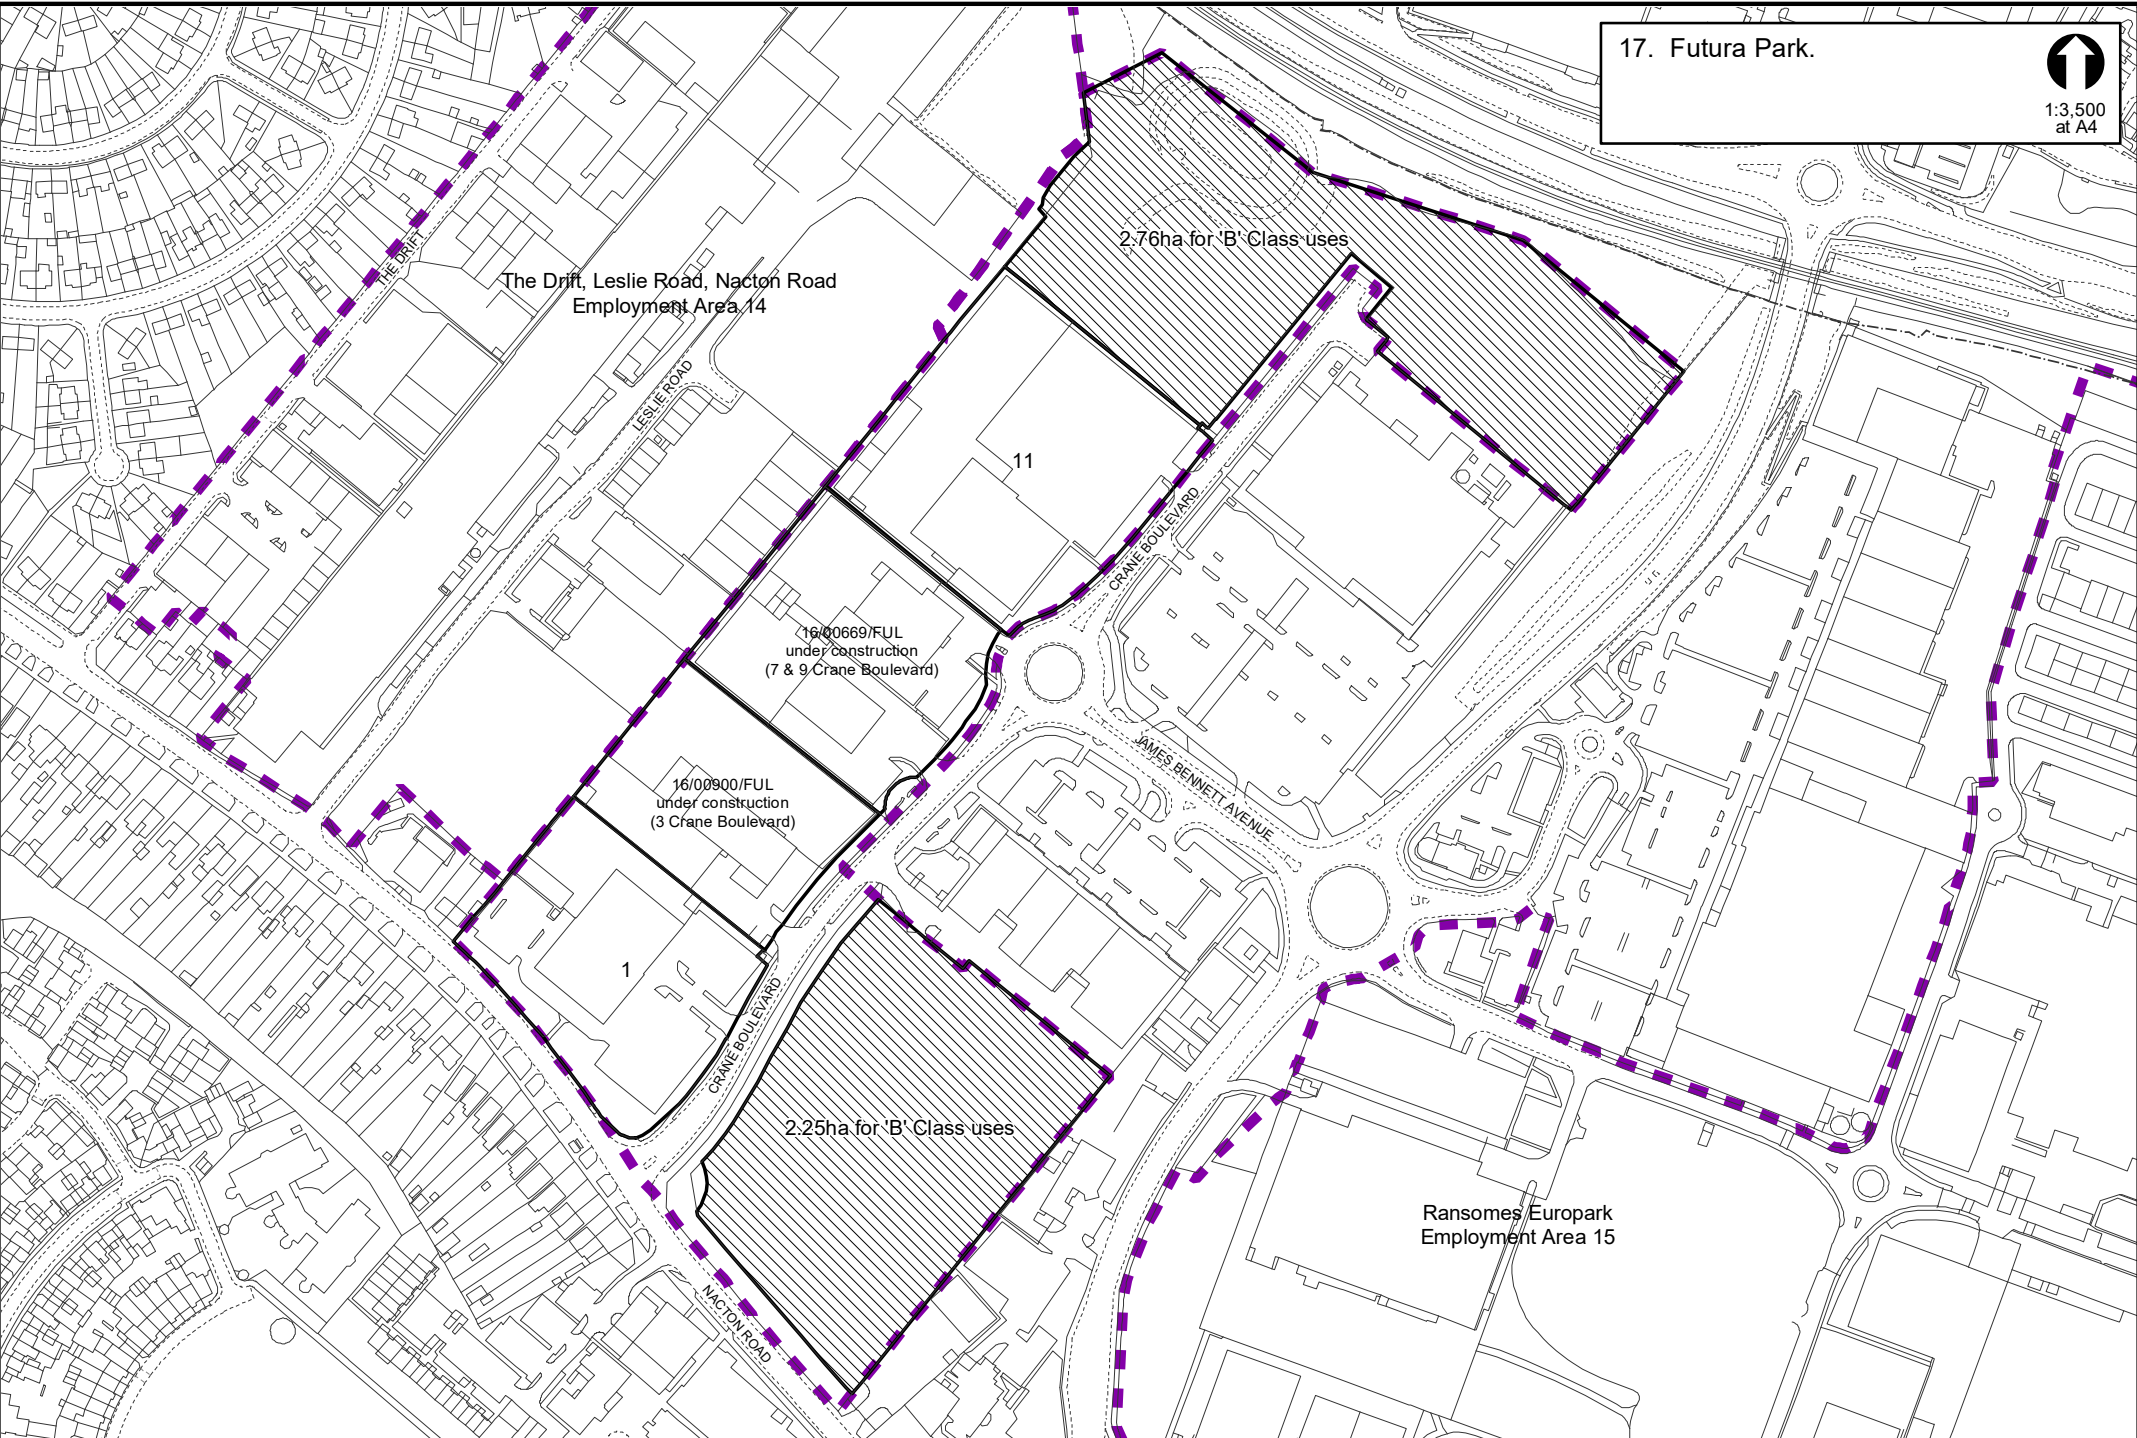 17. Futura Park.
1:3,500
at A4
2.76ha for 'B' Class uses
THE DRIFT
The Drift, Leslie Road, Nacton Road
Employment Area 14
LESLIE ROAD
11
CRANE BOULEVARD
16/00669/FUL
under construction
(7 & 9 Crane Boulevard)
JAMES BENNETT AVENUE
16/00900/FUL
under construction
(3 Crane Boulevard)
1
CRANE BOULEVARD
2.25ha for 'B' Class uses
Ransomes Europark
Employment Area 15
NACTON ROAD